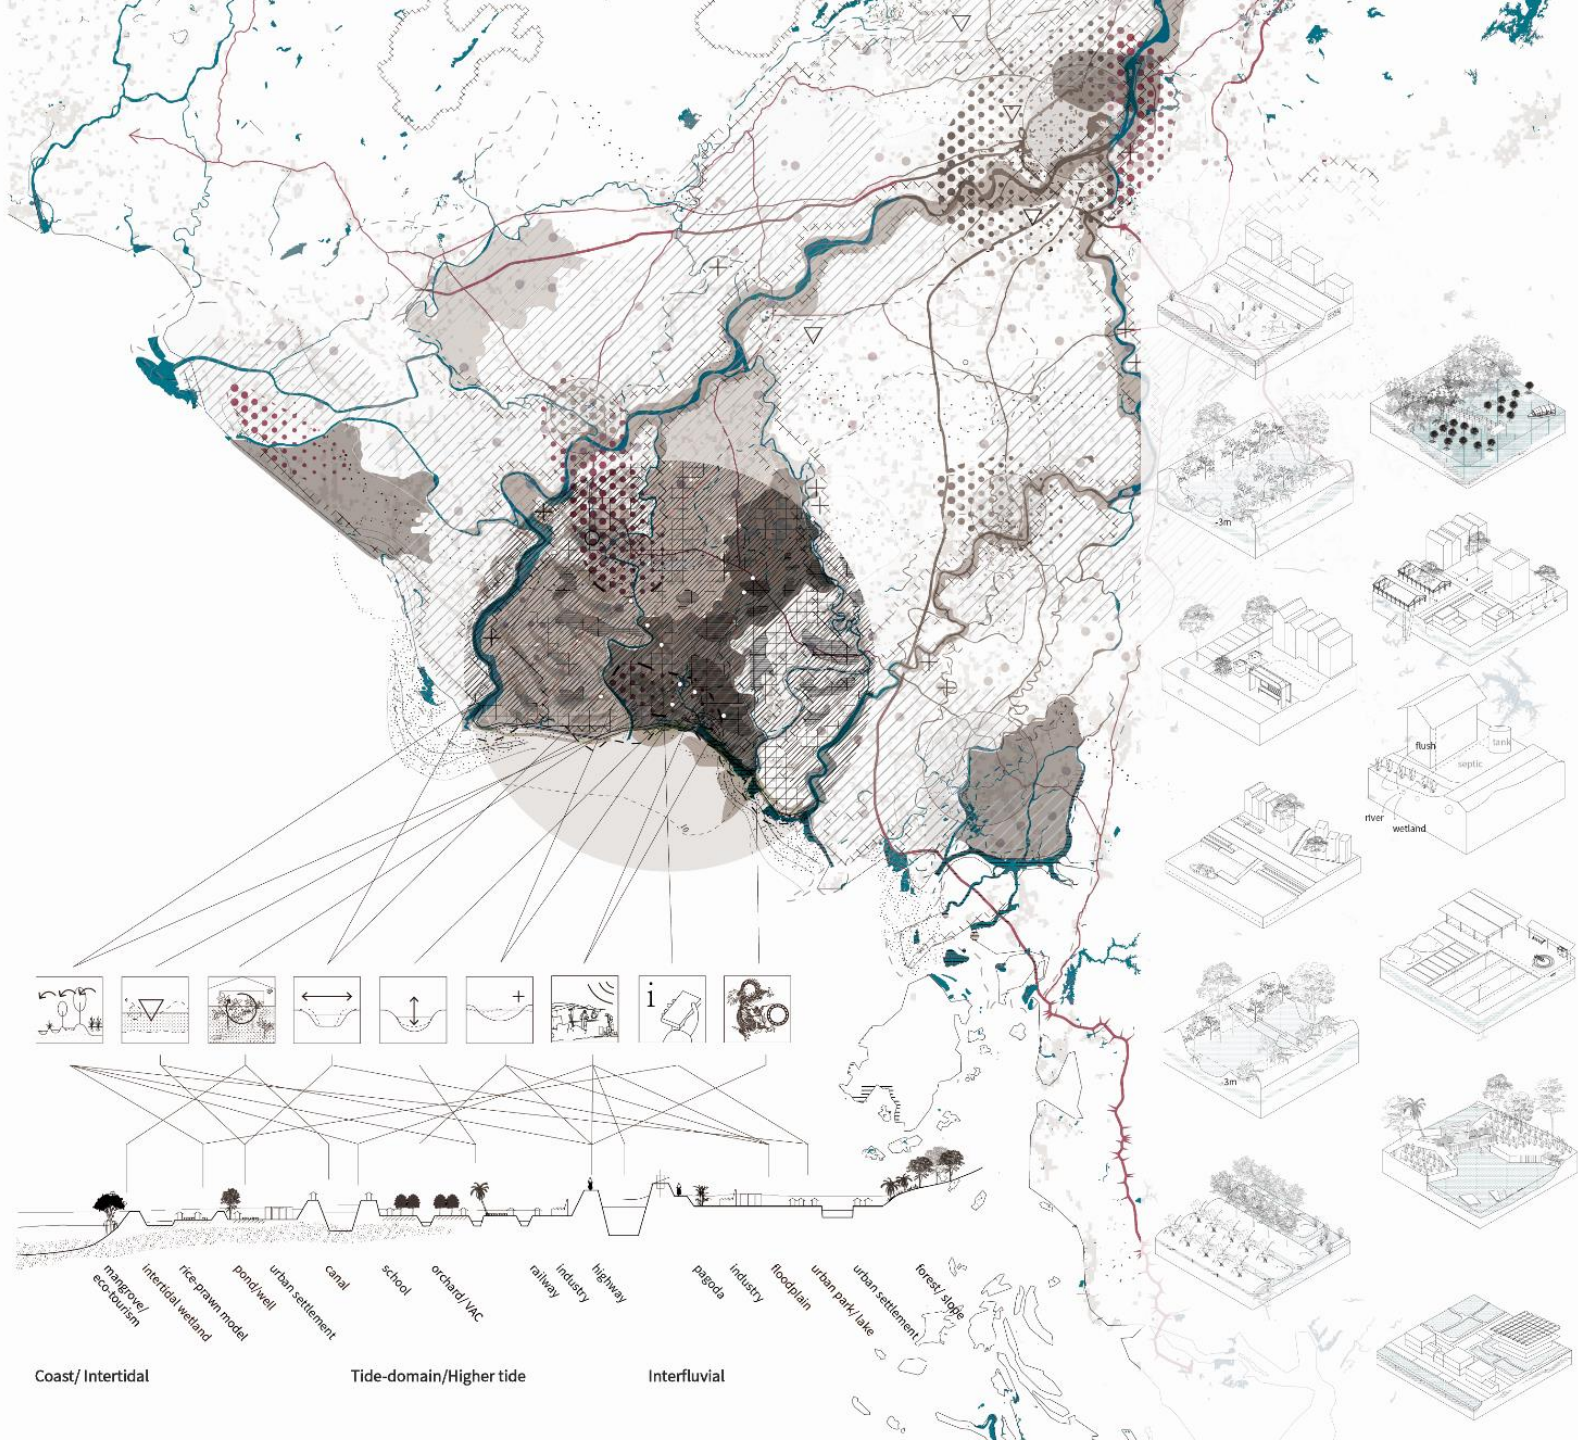 -3m
flush
tank
septic
river
wetland
10
i
-3m
mangrove/
eco-tourism
intertidal wetland
rice-prawn model
pond/well
urban settlement
canal
school
orchard/ VAC
railway
industry
highway
pagoda
industry
floodplain
urban park/ lake
urban settlement
forest/ slope
Coast/ Intertidal
Tide-domain/Higher tide
Interfluvial